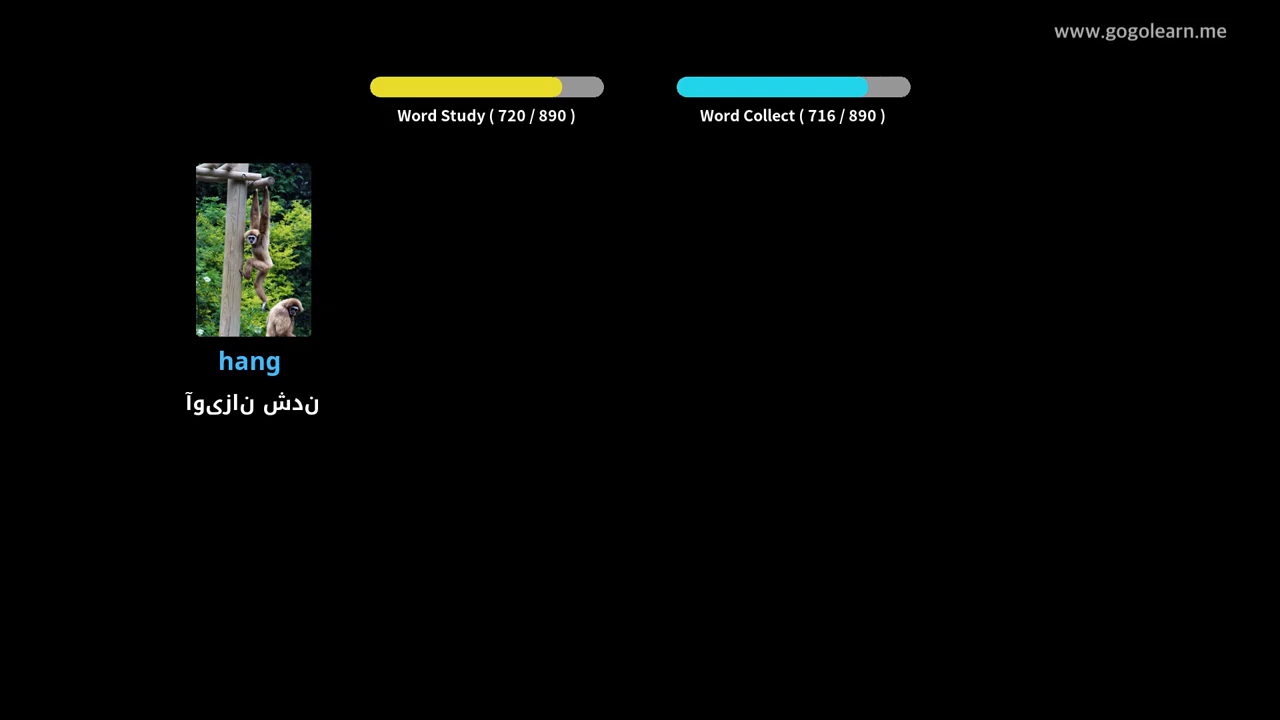 www.gogolearn.me
Word Study ( 720 / 890 )
Word Collect ( 716 / 890 )
hang
آویزان شدن